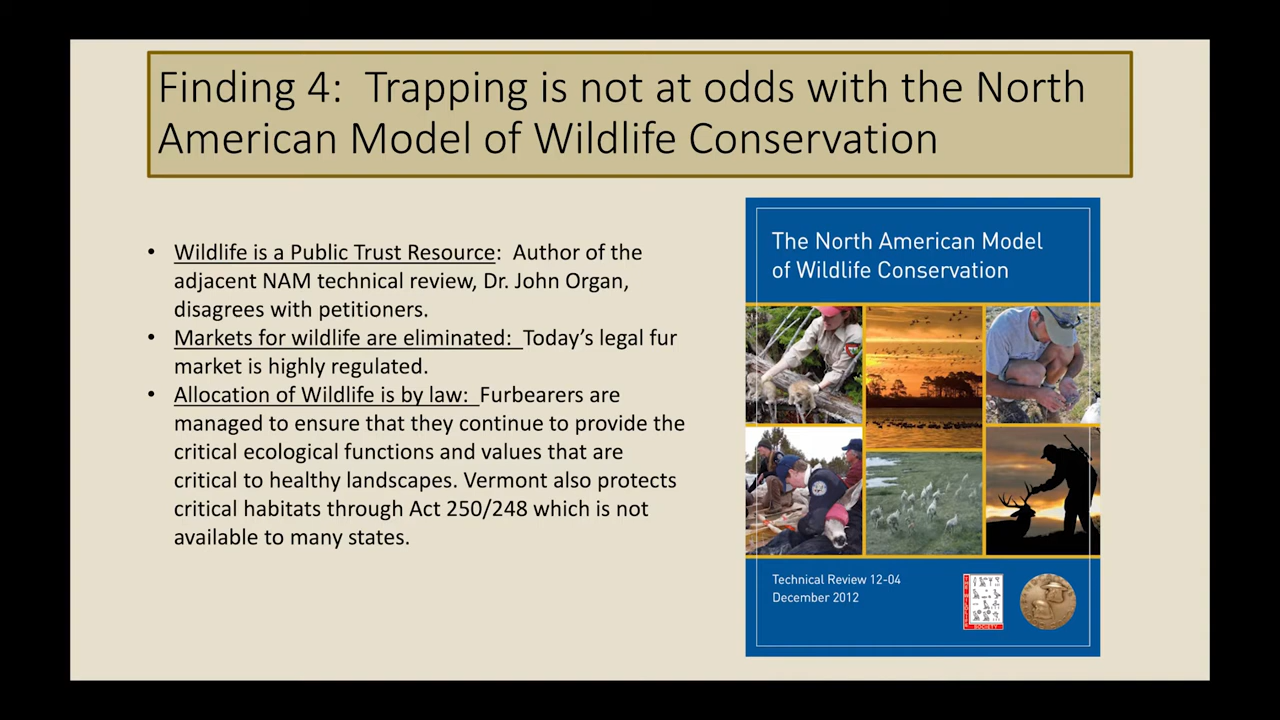 Finding 4: Trapping is not at odds with the North
American Model of Wildlife Conservation
• Wildlife is a Public Trust Resource: Author of the
adjacent NAM technical review, Dr. John Organ,
disagrees with petitioners.
• Markets for wildlife are eliminated: Today’s legal fur
market is highly regulated.
• Allocation of Wildlife is by law: Furbearers are
managed to ensure that they continue to provide the
critical ecological functions and values that are
critical to healthy landscapes. Vermont also protects
critical habitats through Act 250/248 which is not
available to many states.
The North American Model
of Wildlife Conservation
Technical Review 12-04
December 2012
SOCIETY